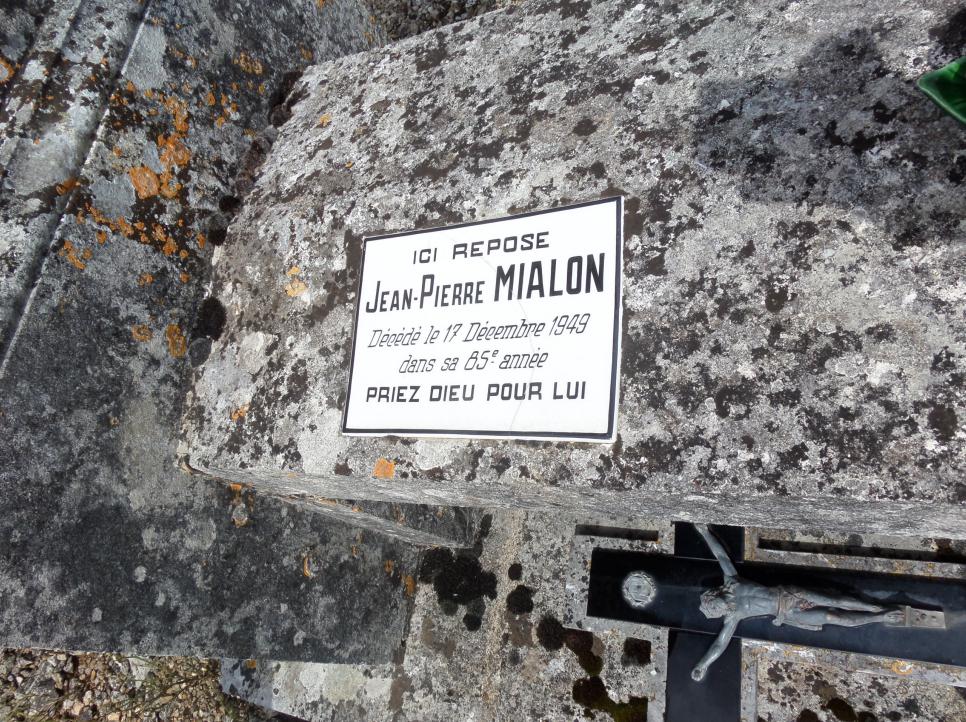 ICI REPOSE
JEAN-PIERRE MIALON
Décédé le 17 Décembre 1949
dans sa 85e année
PRIEZ DIEU POUR LUI